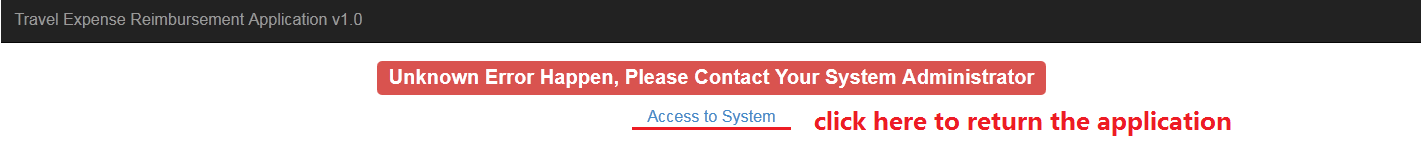 Travel Expense Reimbursement Application v1.0
Unknown Error Happen, Please Contact Your System Administrator
Access to System click here to return the application